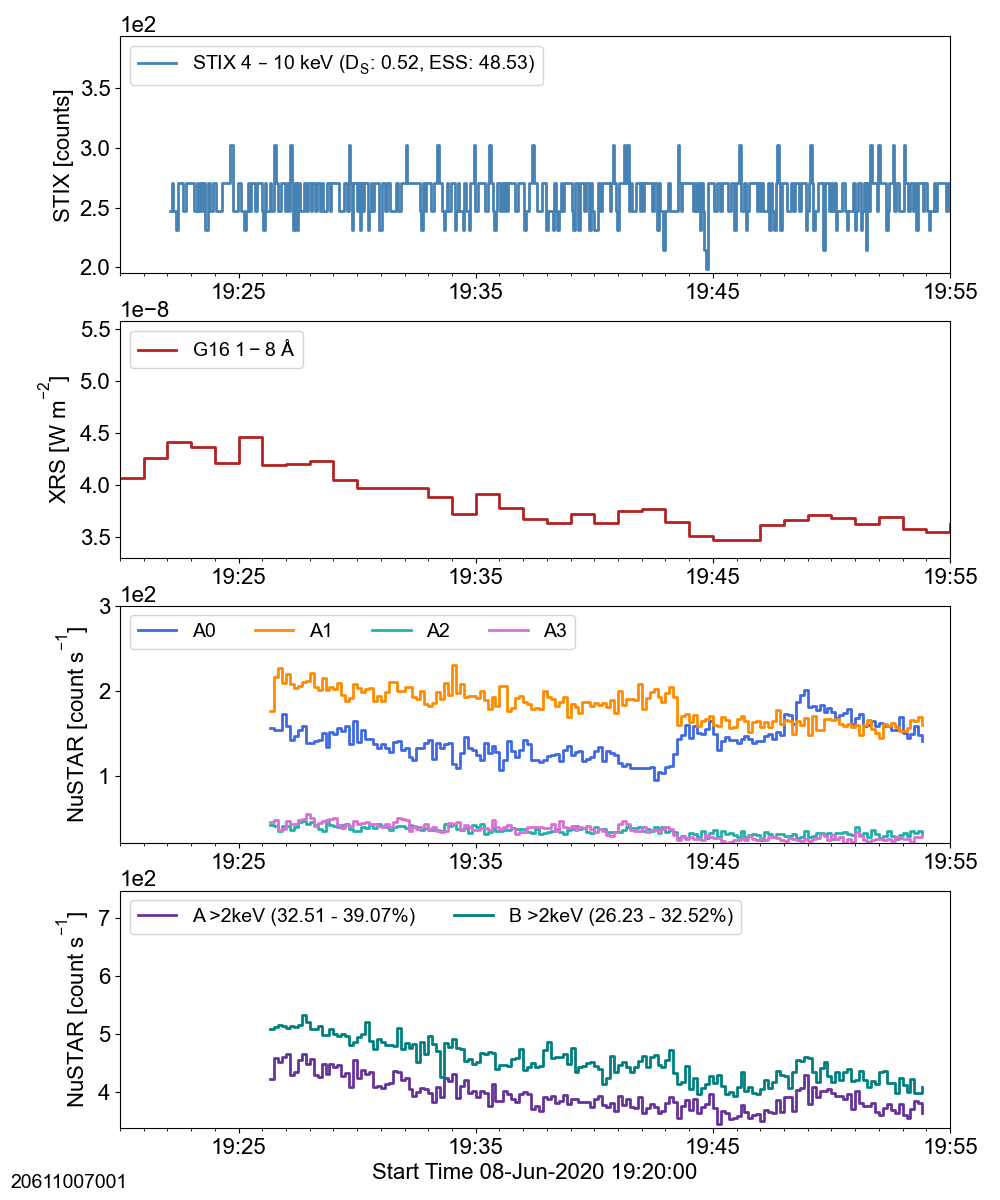 1e2
STIX 4 – 10 keV (DS: 0.52, ESS: 48.53)
STIX [counts]
3.5
3.0
2.5
2.0
19:25 19:35 19:45 19:55
1e−8
G16 1 − 8 Å
XRS [W m−2]
5.5
5.0
4.5
4.0
3.5
19:25 19:35 19:45 19:55
1e2
A0 A1 A2 A3
NuSTAR [count s−1]
3
2
1
19:25 19:35 19:45 19:55
1e2
A >2keV (32.51 - 39.07%) B >2keV (26.23 - 32.52%)
NuSTAR [count s−1]
7
6
5
4
19:25 19:35 19:45 19:55
Start Time 08-Jun-2020 19:20:00
20611007001